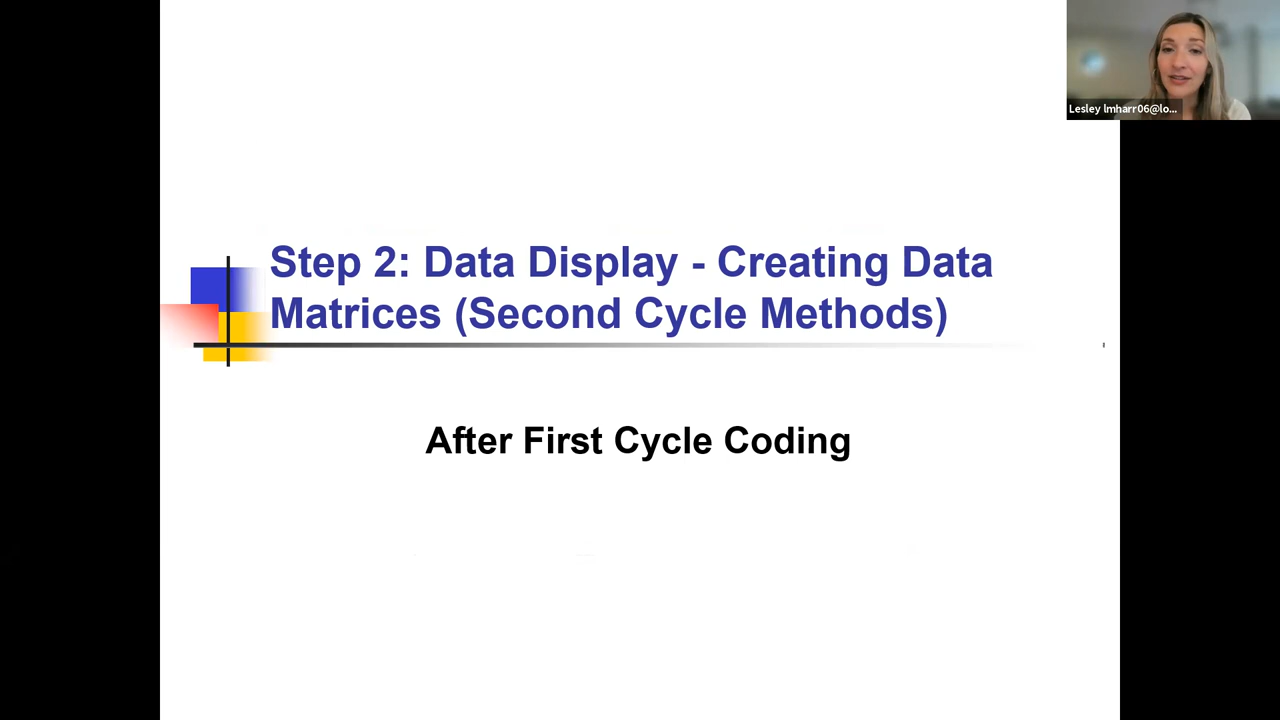 Lesley lmharr06@lo...
Step 2: Data Display - Creating Data
Matrices (Second Cycle Methods)
After First Cycle Coding